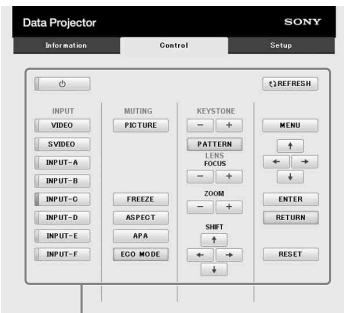 Data Projector SONY
Information Control Setup
REFRESH
INPUT MUTING KEYSTONE
VIDEO PICTURE − + MENU
SVIDEO PATTERN
LENS
INPUT-A FOCUS
INPUT-B − +
ZOOM
INPUT-C FREEZE − + ENTER
INPUT-D ASPECT RETURN
SHIFT
INPUT-E APA
INPUT-F ECO MODE RESET